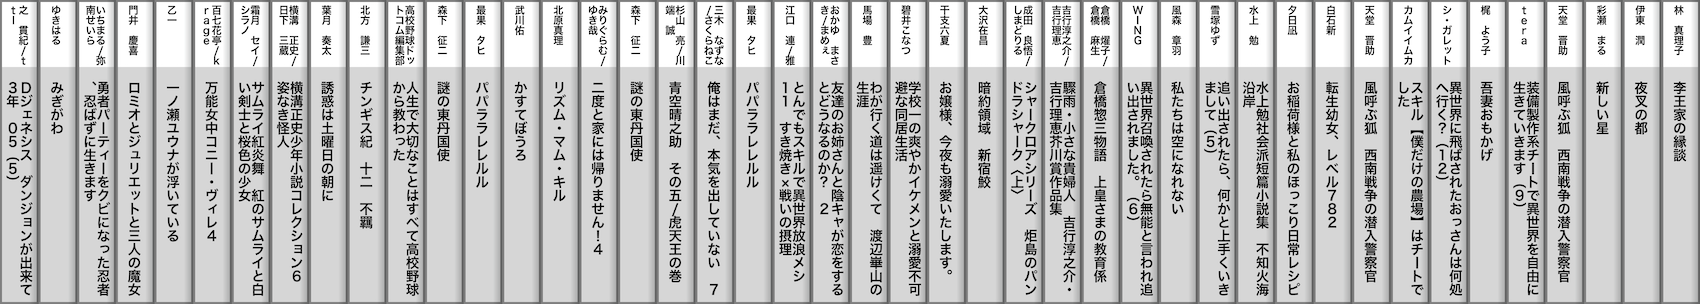 林 真理子
李王家の縁談
伊東 潤
夜叉の都
彩瀬 まる
新しい星
天堂 晋助
風呼ぶ狐 西南戦争の潜入警察官
tera
装備製作系チートで異世界を自由に
生きていきます(9)
梶 よう子
吾妻おもかげ
シ・ガレット
異世界に飛ばされたおっさんは何処
へ行く?(12)
カムイイムカ
スキル【僕だけの農場】はチートで
した
天堂 晋助
風呼ぶ狐 西南戦争の潜入警察官
白石新
転生幼女、レベル782
夕日凪
お稲荷様と私のほっこり日常レシピ
水上 勉
水上勉社会派短篇小説集 不知火海
沿岸
雪塚ゆず
追い出されたら、何かと上手くいき
まして(5)
風森 章羽
私たちは空になれない
WING
異世界召喚されたら無能と言われ追
い出されました。(6)
倉橋 燿子/
倉橋 麻生
倉橋惣三物語 上皇さまの教育係
吉行淳之介/
吉行理恵
驟雨・小さな貴婦人 吉行淳之介・
吉行理恵芥川賞作品集
成田 良悟/
しまどりる
シャークロアシリーズ 炬島のパン
ドラシャーク〈上〉
大沢在昌
暗約領域 新宿鮫
干支六夏
お嬢様、今夜も溺愛いたします。
碧井こなつ
学校一の爽やかイケメンと溺愛不可
避な同居生活
馬場 豊
わが行く道は遥けくて 渡辺崋山の
生涯
おかゆ まさ
き/まめぇ
友達のお姉さんと陰キャが恋をする
とどうなるのか? 2
江口 連/雅
とんでもスキルで異世界放浪メシ
11 すき焼き×戦いの摂理
最果 タヒ
パパララレレルル
三木 なずな
/さくらねこ
俺はまだ、本気を出していない 7
杉山 亮/川
端 誠
青空晴之助 その五/虎天王の巻
森下 征二
謎の東丹国使
みりぐらむ/
ゆき哉
二度と家には帰りません!4
北原真理
リズム・マム・キル
武川佑
かすてぼうろ
最果 タヒ
パパララレレルル
森下 征二
謎の東丹国使
高校野球ドッ
トコム編集部
人生で大切なことはすべて高校野球
から教わった
北方 謙三
チンギス紀 十二 不羈
葉月 奏太
誘惑は土曜日の朝に
横溝 正史/
日下 三蔵
横溝正史少年小説コレクション6
姿なき怪人
霜月 セイ/
シラノ
サムライ紅炎舞 紅のサムライと白
い剣士と桜色の少女
百七花亭/k
rage
万能女中コニー・ヴィレ4
乙一
一ノ瀬ユウナが浮いている
門井 慶喜
ロミオとジュリエットと三人の魔女
いちまる/弥
南せいら
勇者パーティーをクビになった忍者
、忍ばずに生きます
ゆきはる
みぎがわ
之 貫紀/t
tl
Dジェネシス ダンジョンが出来て
3年 05(5)